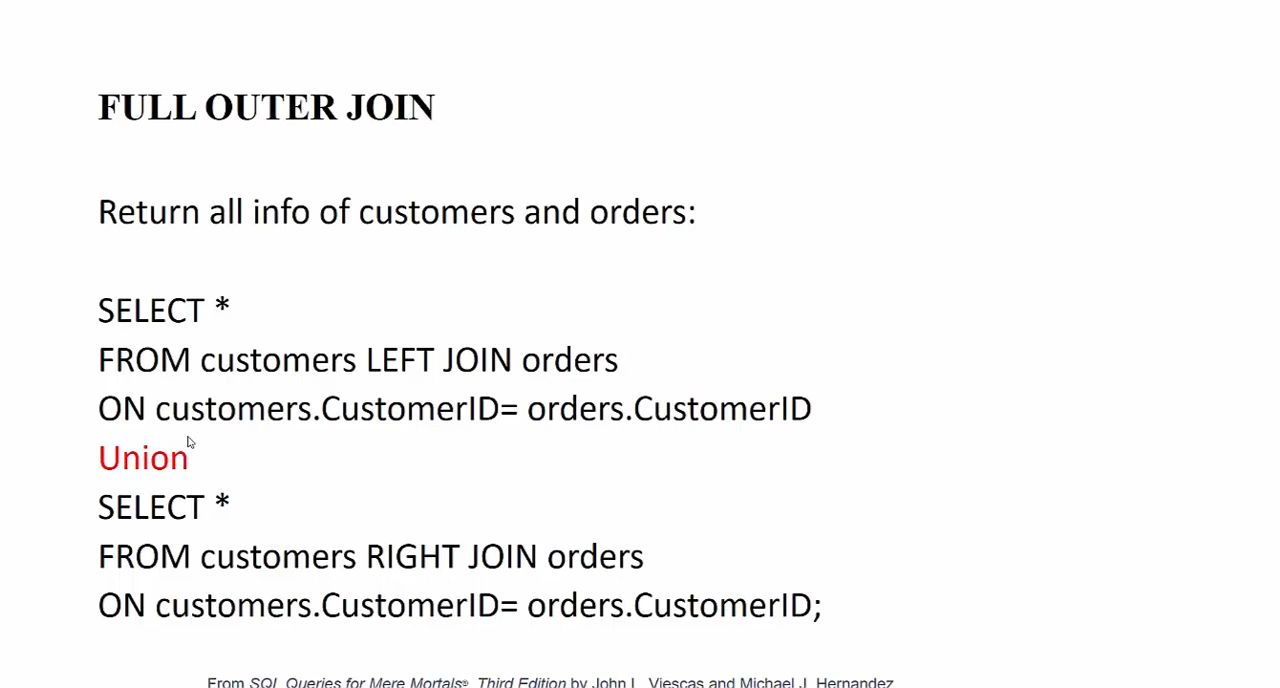 FULL OUTER JOIN
Return all info of customers and orders:
SELECT *
FROM customers LEFT JOIN orders
ON customers.CustomerID= orders.CustomerID
Union
SELECT *
FROM customers RIGHT JOIN orders
ON customers.CustomerID= orders.CustomerID;
From SQL Queries for Mere Mortals®, Third Edition by John L. Viescas and Michael J. Hernandez